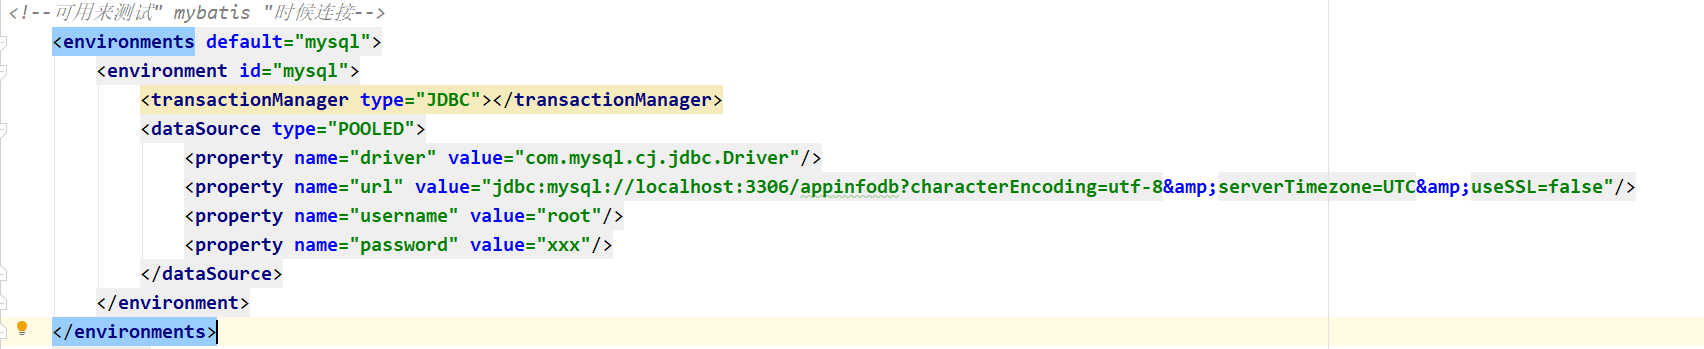 <!--可用来测试" mybatis "时候连接-->
<environments default="mysql">
<environment id="mysql">
<transactionManager type="JDBC"></transactionManager>
<dataSource type="POOLED">
<property name="driver" value="com.mysql.cj.jdbc.Driver"/>
<property name="url" value="jdbc:mysql://localhost:3306/appinfodb?characterEncoding=utf-8&amp;serverTimezone=UTC&amp;useSSL=false"/>
<property name="username" value="root"/>
<property name="password" value="xxx"/>
</dataSource>
</environment>
</environments>